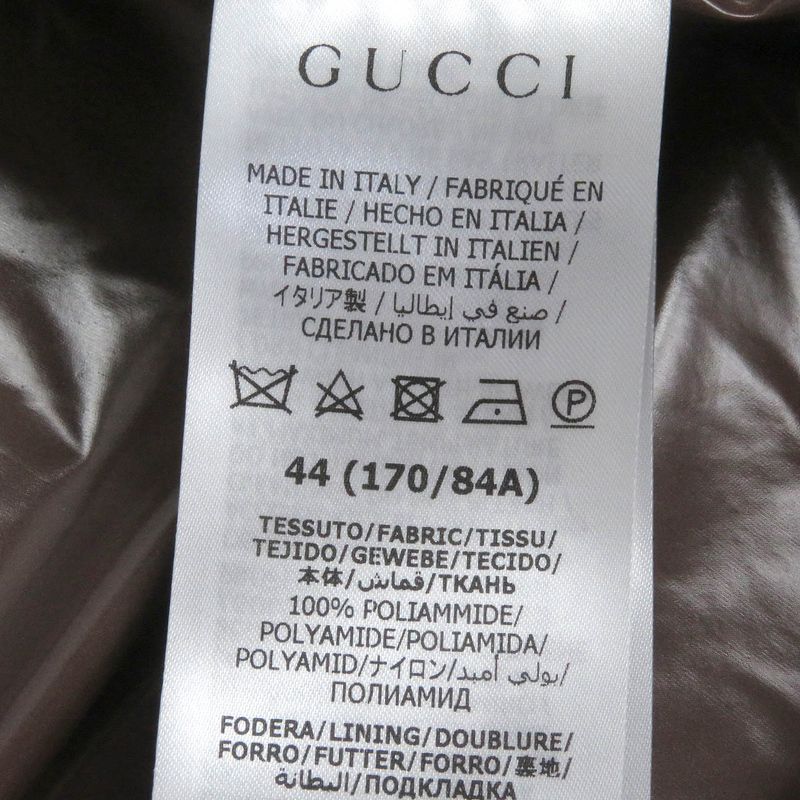 GUCCI
MADE IN ITALY / FABRIQUÉ EN
ITALIE / HECHO EN ITALIA /
HERGESTELLT IN ITALIEN /
FABRICADO EM ITÁLIA /
イタリア製 / صنع في إيطاليا /
СДЕЛАНО В ИТАЛИИ
P
44 (170/84A)
TESSUTO/FABRIC/TISSU/
TEJIDO/GEWEBE/TECIDO/
本体/قماش/ТКАНЬ
100% POLIAMMIDE/
POLYAMIDE/POLIAMIDA/
POLYAMID/ナイロン/بولي أميد/
ПОЛИАМИД
FODERA/LINING/DOUBLURE/
FORRO/FUTTER/FORRO/裏地/
البطانة/ПОДКЛАДКА